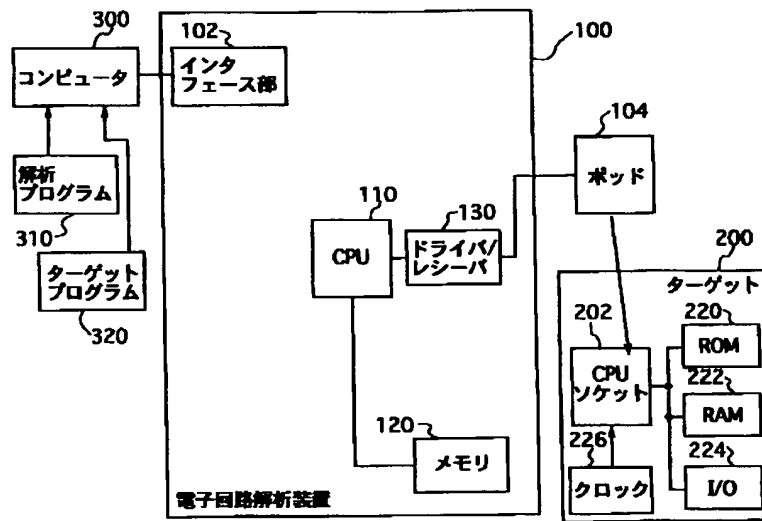 300
コンピュータ
102
インタ
フェース部
100
104
ポッド
解析
プログラム
310
ターゲット
プログラム
320
110
CPU
130
ドライバ/
レシーバ
120
メモリ
電子回路解析装置
200
ターゲット
202
CPU
ソケット
220
ROM
222
RAM
224
I/O
226
クロック